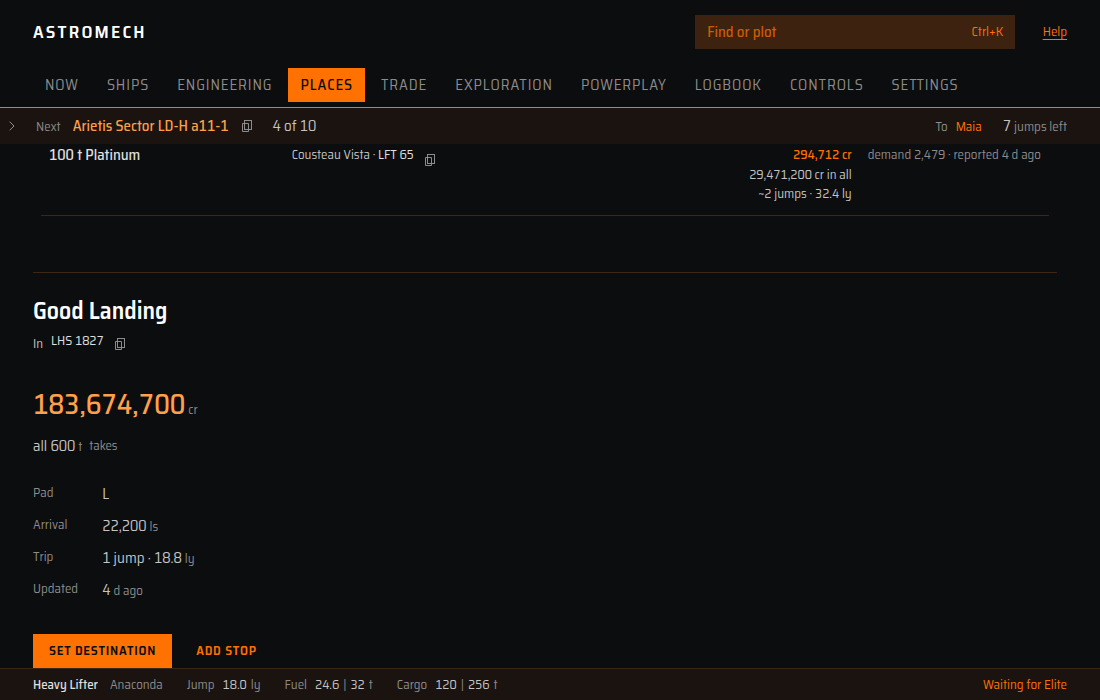 ASTROMECH
Find or plot Ctrl+K
Help
NOW SHIPS ENGINEERING PLACES TRADE EXPLORATION POWERPLAY LOGBOOK CONTROLS SETTINGS
Next Arietis Sector LD-H a11-1 4 of 10 To Maia 7 jumps left
100 t Platinum Cousteau Vista · LFT 65 294,712 cr demand 2,479 · reported 4 d ago
29,471,200 cr in all
~2 jumps · 32.4 ly
Good Landing
In LHS 1827
183,674,700 cr
all 600 t takes
Pad L
Arrival 22,200 ls
Trip 1 jump · 18.8 ly
Updated 4 d ago
SET DESTINATION ADD STOP
Heavy Lifter Anaconda Jump 18.0 ly Fuel 24.6 | 32 t Cargo 120 | 256 t Waiting for Elite